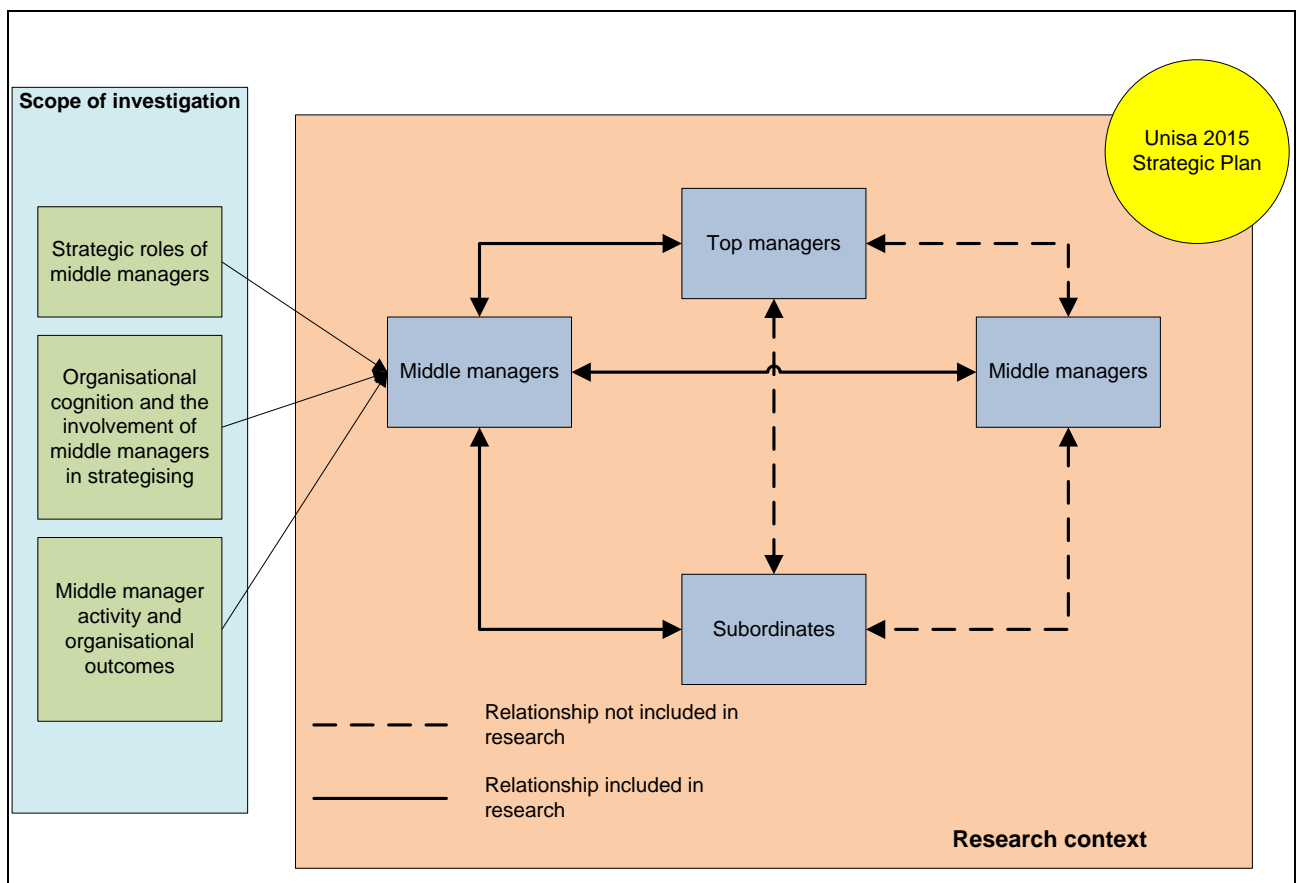 Scope of investigation
Strategic roles of
middle managers
Organisational
cognition and the
involvement of
middle managers
in strategising
Middle manager
activity and
organisational
outcomes
Unisa 2015
Strategic Plan
Top managers
Middle managers
Middle managers
Subordinates
Relationship not included in
research
Relationship included in
research
Research context